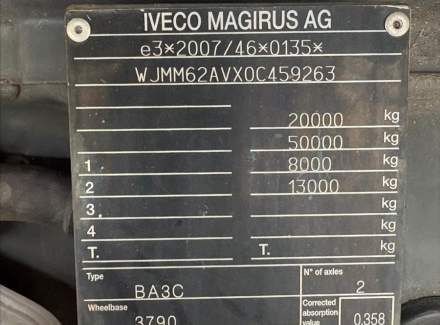 IVECO MAGIRUS AG
e3*2007/46*0135*
WJMM62AVX0C459263
20000 kg
50000 kg
1 8000 kg
2 13000 kg
3. kg
4 kg
T. T. kg
Type N° of axles
BA3C 2
Wheelbase Corrected absorption value
3790 0.358